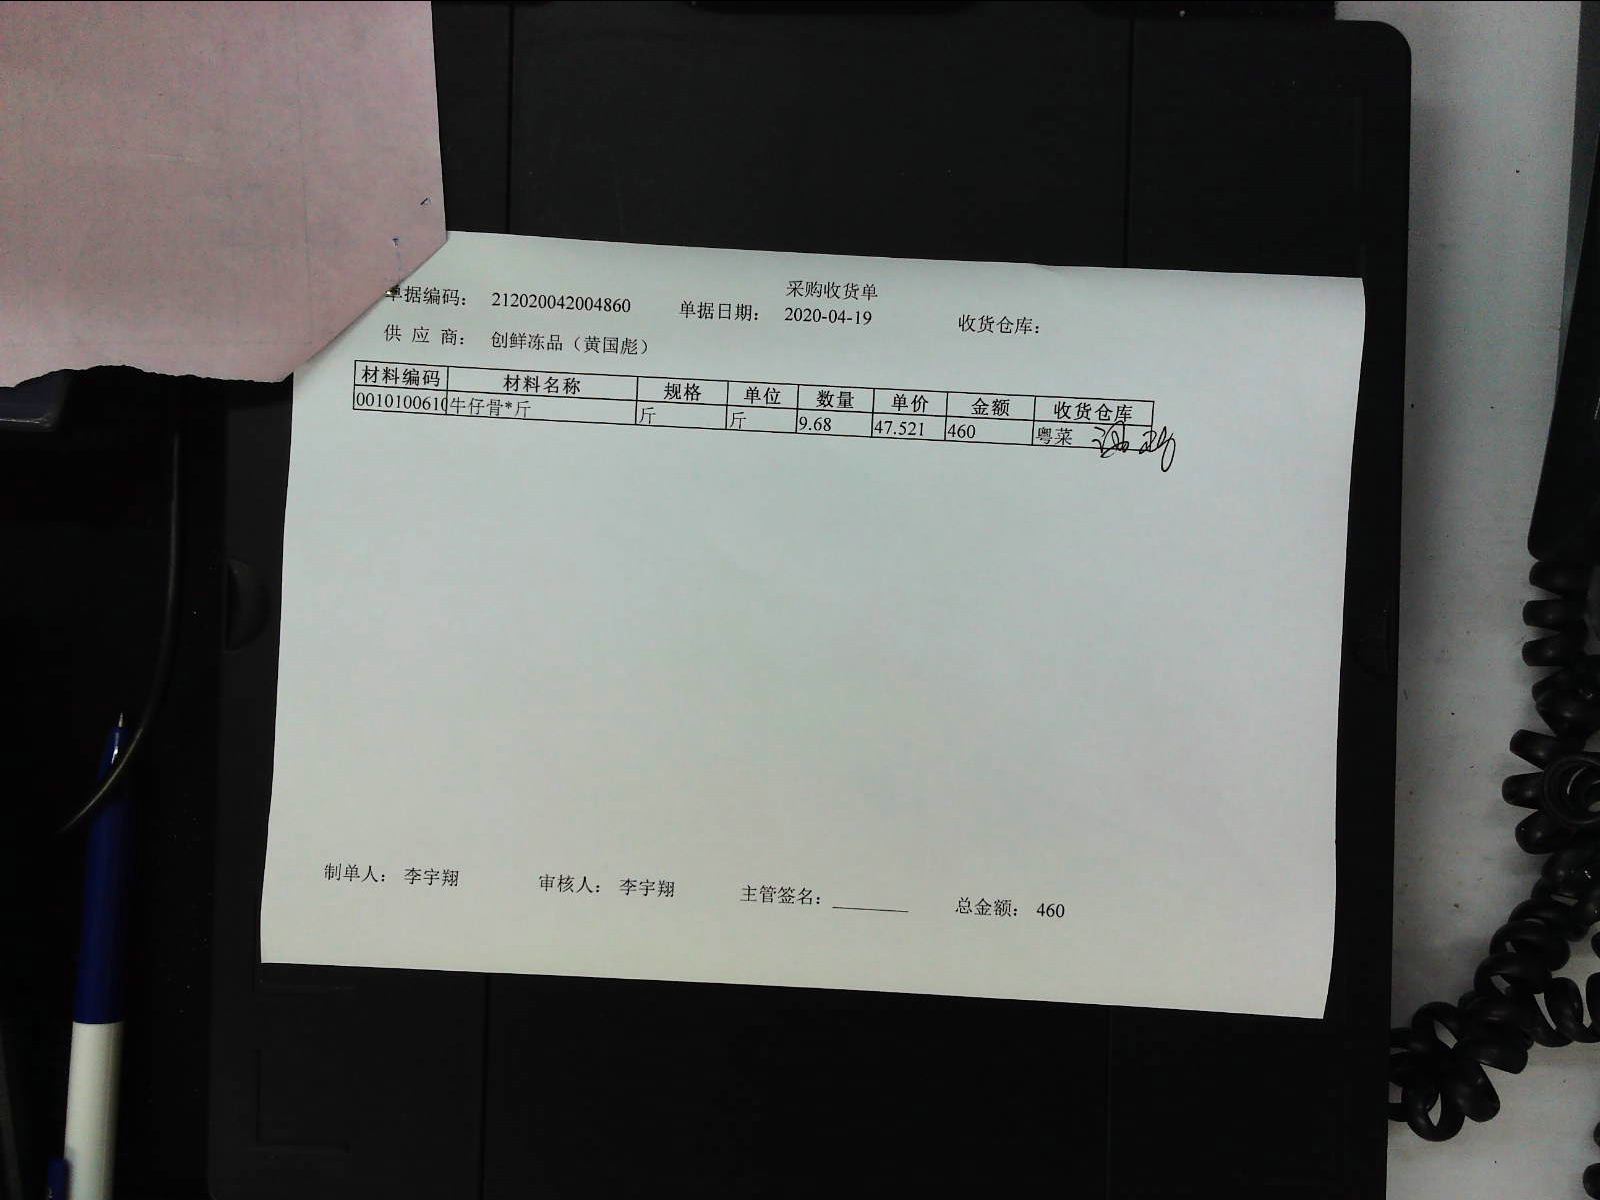 采购收货单
单据编码： 212020042004860 单据日期： 2020-04-19 收货仓库：
供 应 商： 创鲜冻品（黄国彪）
材料编码 材料名称 规格 单位 数量 单价 金额 收货仓库
0010100610 牛仔骨*斤 斤 斤 9.68 47.521 460 粤菜
制单人： 李宇翔 审核人： 李宇翔 主管签名：________ 总金额： 460